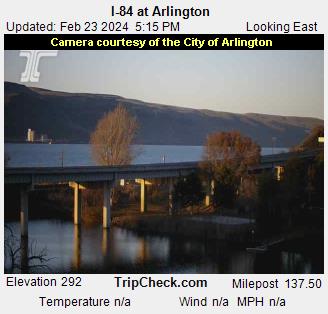 I-84 at Arlington
Updated: Feb 23 2024 5:15 PM Looking East
Camera courtesy of the City of Arlington
Elevation 292 TripCheck.com Milepost 137.50
Temperature n/a Wind n/a MPH n/a